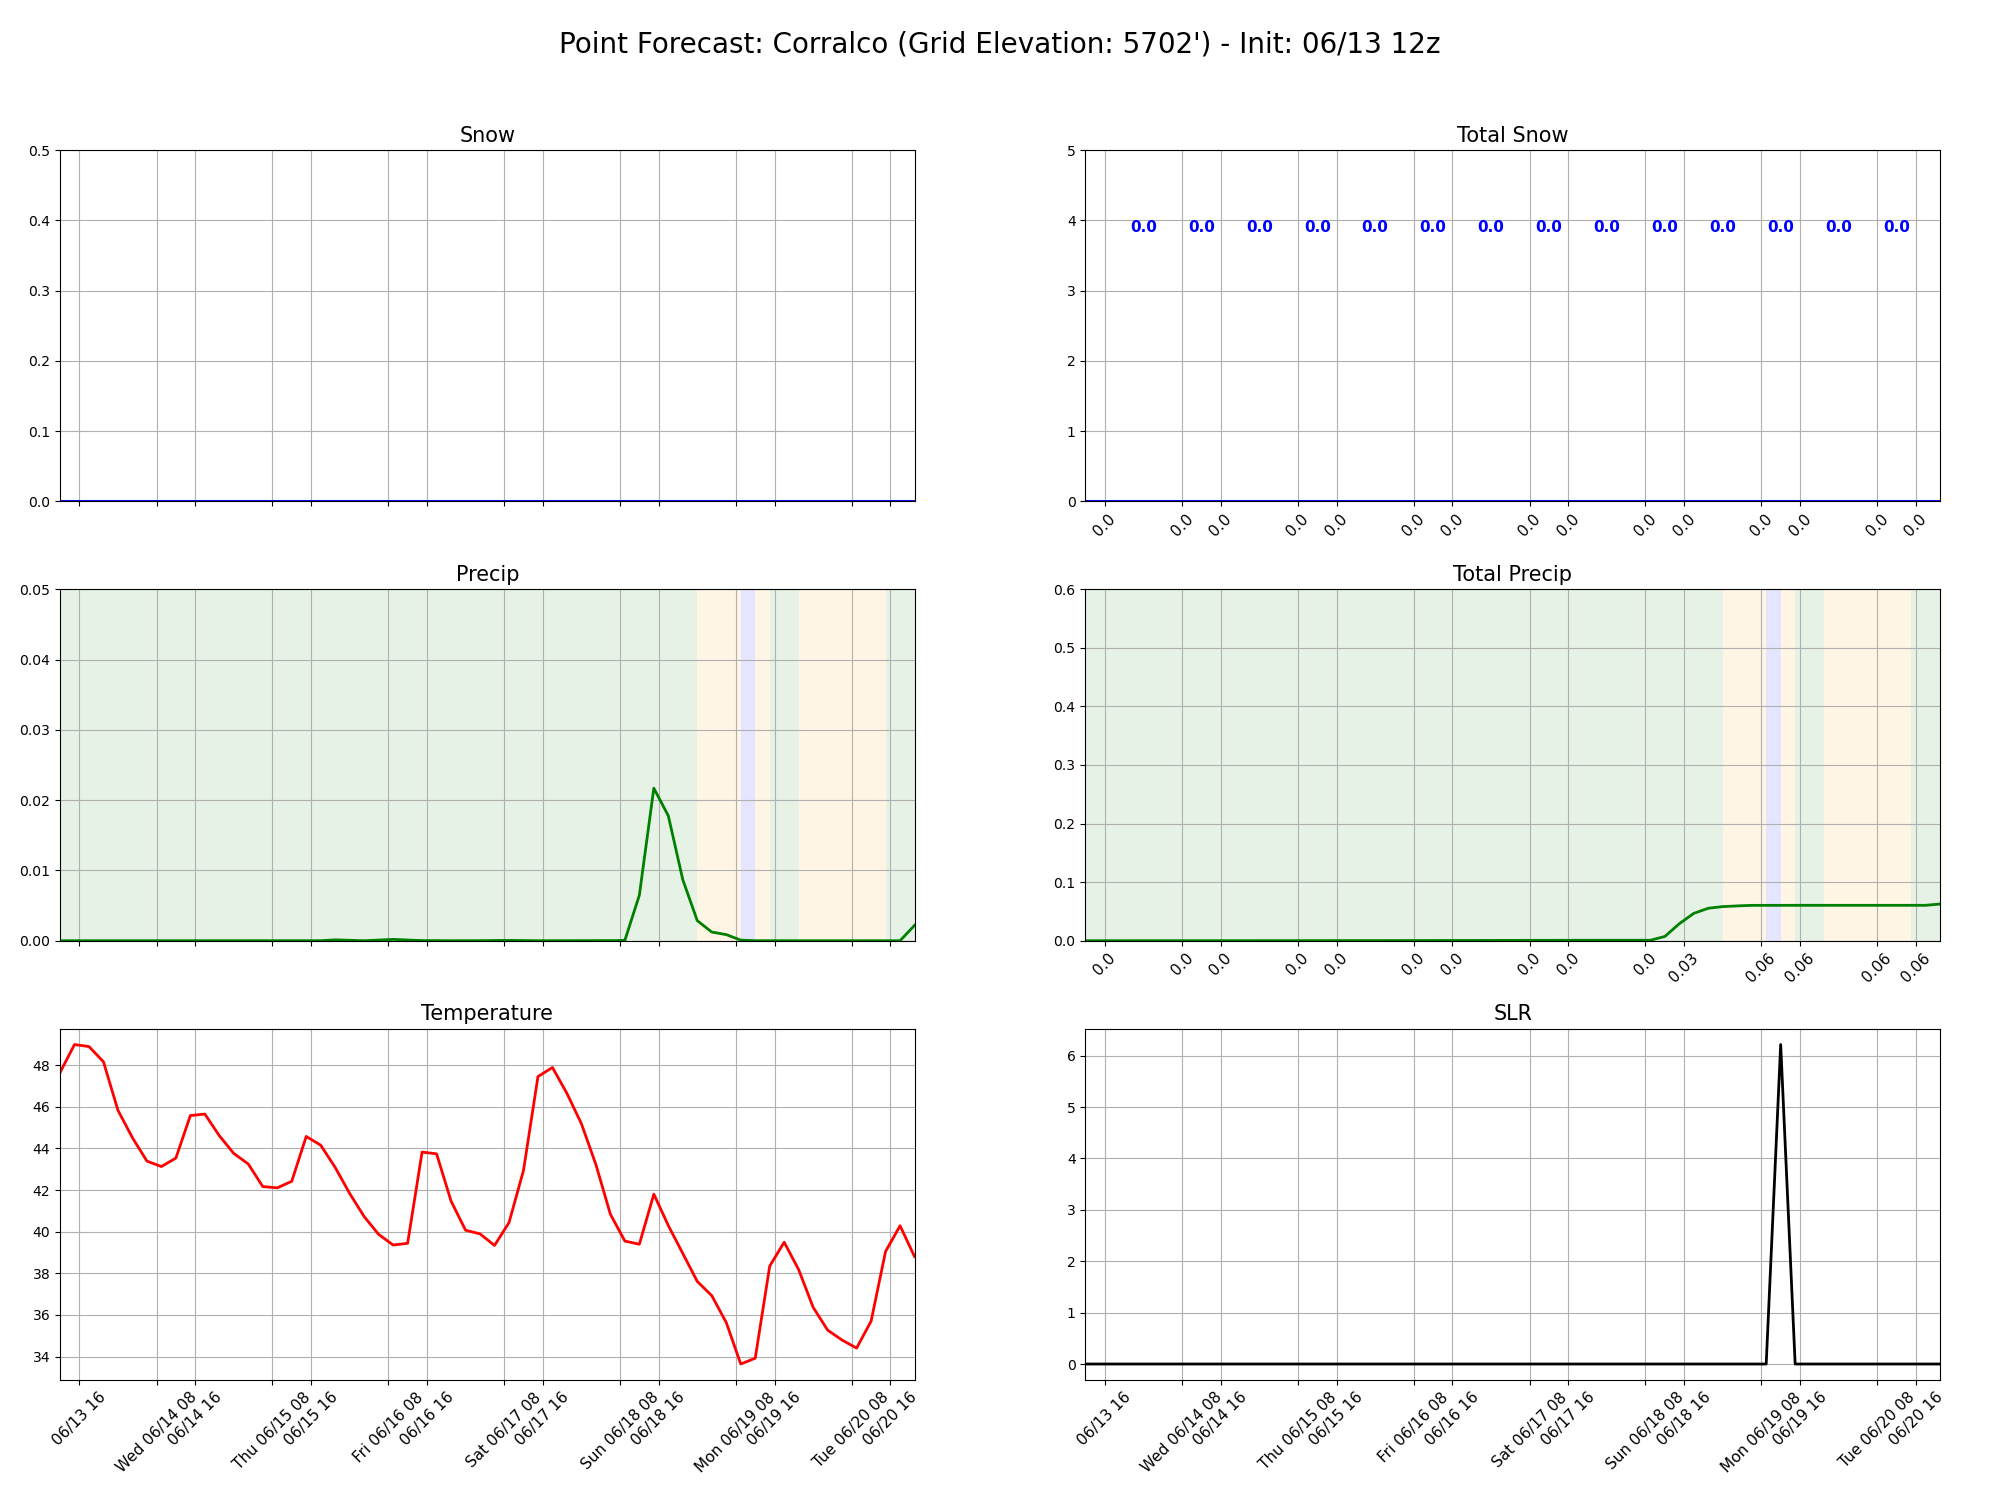 Point Forecast: Corralco (Grid Elevation: 5702') - Init: 06/13 12z
Snow
0.5
0.4
0.3
0.2
0.1
0.0
Total Snow
5
4
3
2
1
0
0.0 0.0 0.0 0.0 0.0 0.0 0.0 0.0 0.0 0.0 0.0 0.0 0.0 0.0
0.0 0.0 0.0 0.0 0.0 0.0 0.0 0.0 0.0 0.0 0.0 0.0 0.0 0.0 0.0
Precip
0.05
0.04
0.03
0.02
0.01
0.00
Total Precip
0.6
0.5
0.4
0.3
0.2
0.1
0.0
0.0 0.0 0.0 0.0 0.0 0.0 0.0 0.0 0.0 0.0 0.03 0.06 0.06 0.06 0.06
Temperature
48
46
44
42
40
38
36
34
06/13 16
Wed 06/14 08
06/14 16
Thu 06/15 08
06/15 16
Fri 06/16 08
06/16 16
Sat 06/17 08
06/17 16
Sun 06/18 08
06/18 16
Mon 06/19 08
06/19 16
Tue 06/20 08
06/20 16
SLR
6
5
4
3
2
1
0
06/13 16
Wed 06/14 08
06/14 16
Thu 06/15 08
06/15 16
Fri 06/16 08
06/16 16
Sat 06/17 08
06/17 16
Sun 06/18 08
06/18 16
Mon 06/19 08
06/19 16
Tue 06/20 08
06/20 16